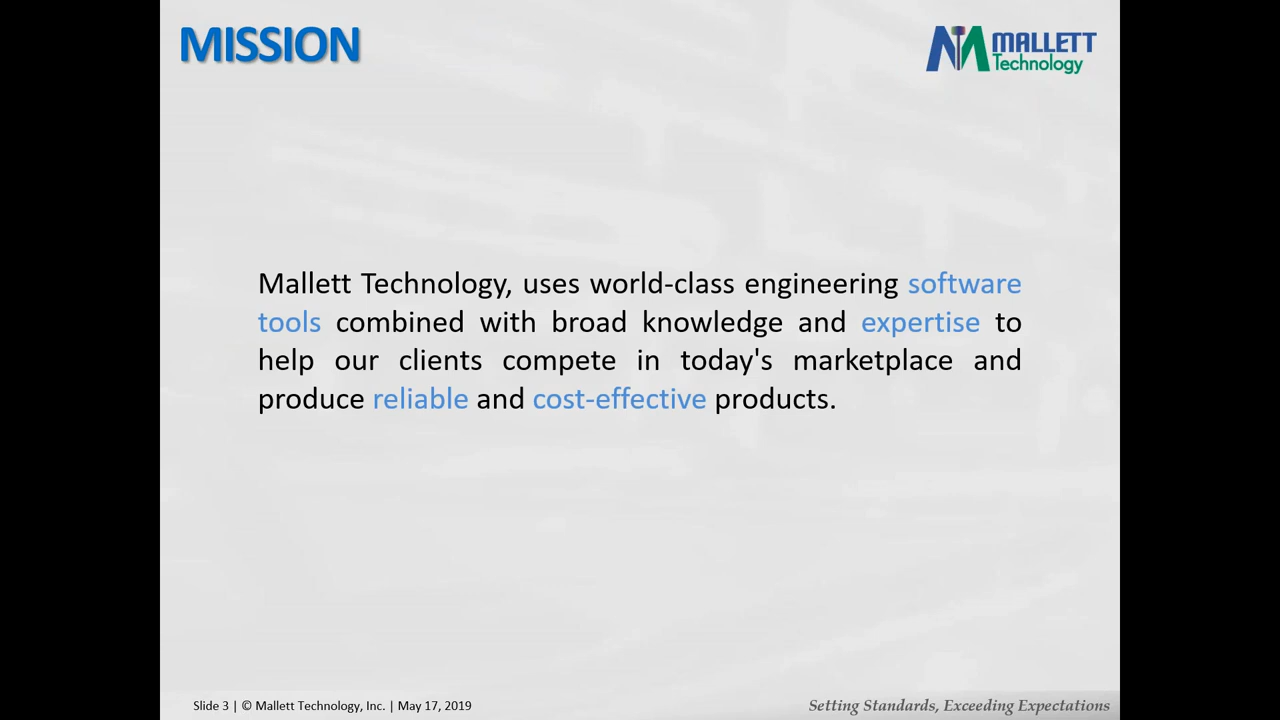 MISSION
MALLETT
Technology
Mallett Technology, uses world-class engineering software
tools combined with broad knowledge and expertise to
help our clients compete in today's marketplace and
produce reliable and cost-effective products.
Slide 3 | © Mallett Technology, Inc. | May 17, 2019
Setting Standards, Exceeding Expectations